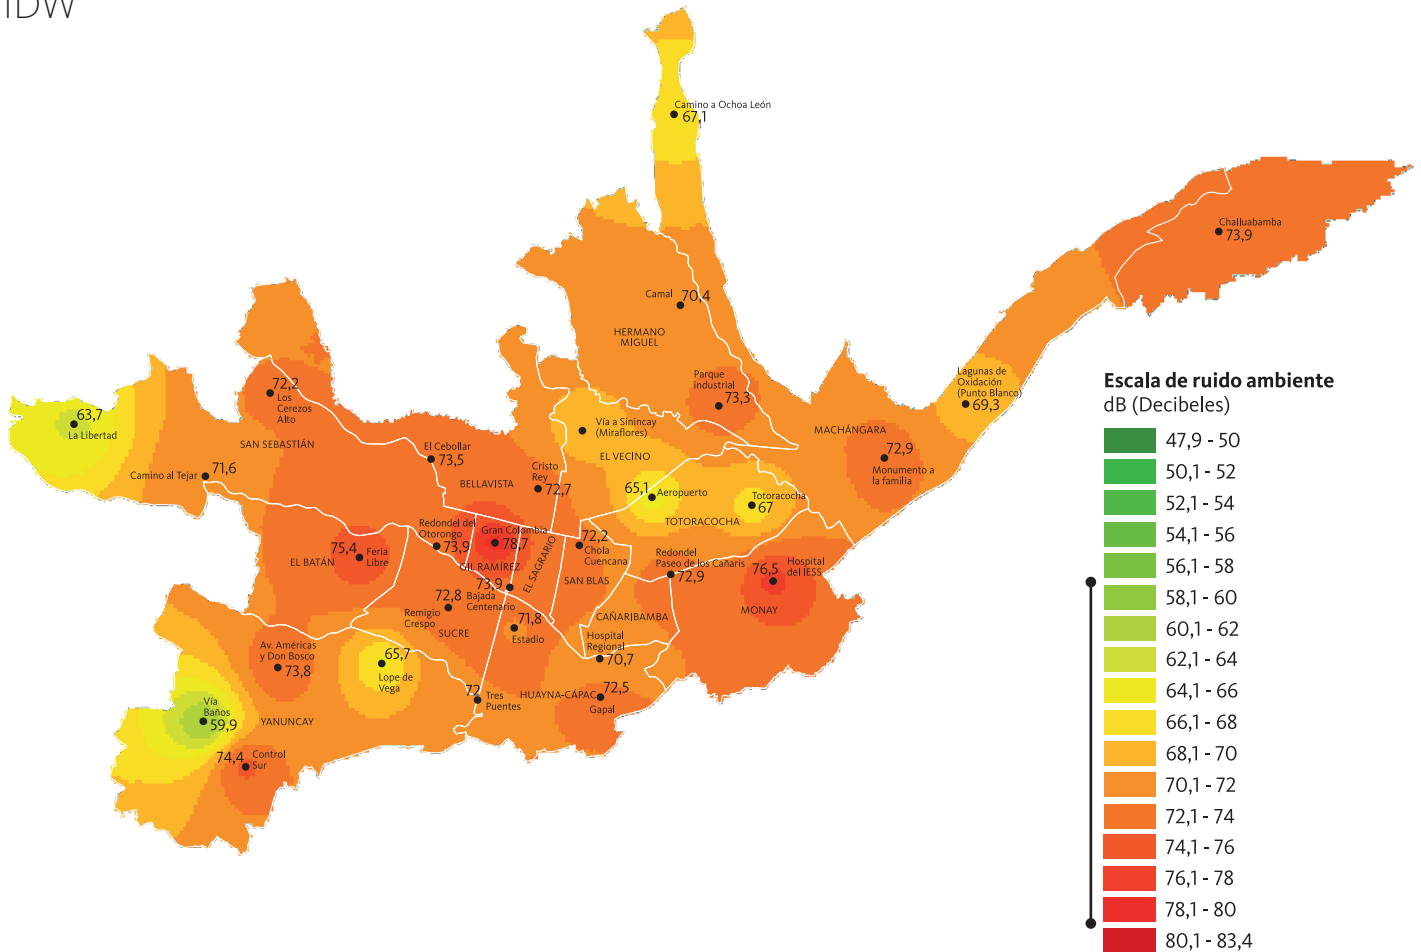 IDW
Camino a Ochoa León
67,1
Challuabamba
73,9
Camal
70,4
HERMANO
MIGUEL
Parque
industrial
73,3
Lagunas de
Oxidación
(Punto Blanco)
69,3
72,2
Los
Cerezos
Alto
63,7
La Libertad
SAN SEBASTIÁN
Camino al Tejar
71,6
El Cebollar
73,5
BELLAVISTA
Cristo
Rey
72,7
Vía a Sinincay
(Miraflores)
EL VECINO
MACHÁNGARA
72,9
Monumento a
la familia
65,1
Aeropuerto
Totoracocha
67
TOTORACOCHA
Redondel del
Otorongo
73,9
Gran Colombia
78,7
GIL RAMÍREZ
EL SAGRARIO
72,2
Chola
Cuencana
SAN BLAS
Redondel
Paseo de los Cañaris
72,9
76,5
Hospital
del IESS
MONAY
75,4
Feria
Libre
EL BATÁN
73,9
Bajada
Centenario
72,8
Remigio
Crespo
SUCRE
71,8
Estadio
CAÑARIBAMBA
Hospital
Regional
70,7
Av. Américas
y Don Bosco
73,8
65,7
Lope de
Vega
72
Tres
Puentes
HUAYNA-CÁPAC
72,5
Gapal
Vía
Baños
59,9
YANUNCAY
74,4
Control
Sur
Escala de ruido ambiente
dB (Decibeles)
47,9 - 50
50,1 - 52
52,1 - 54
54,1 - 56
56,1 - 58
58,1 - 60
60,1 - 62
62,1 - 64
64,1 - 66
66,1 - 68
68,1 - 70
70,1 - 72
72,1 - 74
74,1 - 76
76,1 - 78
78,1 - 80
80,1 - 83,4